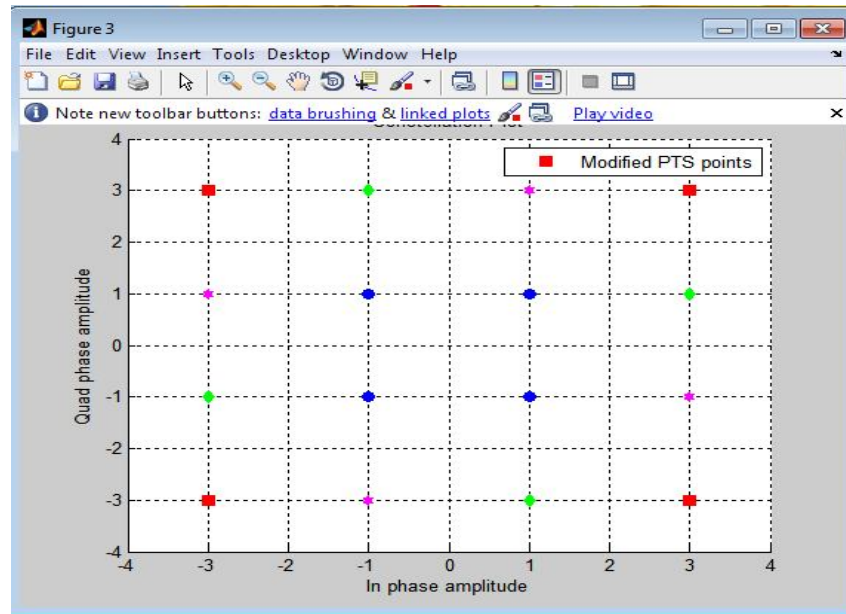 Figure 3
File Edit View Insert Tools Desktop Window Help
Note new toolbar buttons: data brushing & linked plots Play video
Constellation Plot
Modified PTS points
4
3
2
1
0
-1
-2
-3
-4
Quad phase amplitude
-4 -3 -2 -1 0 1 2 3 4
In phase amplitude